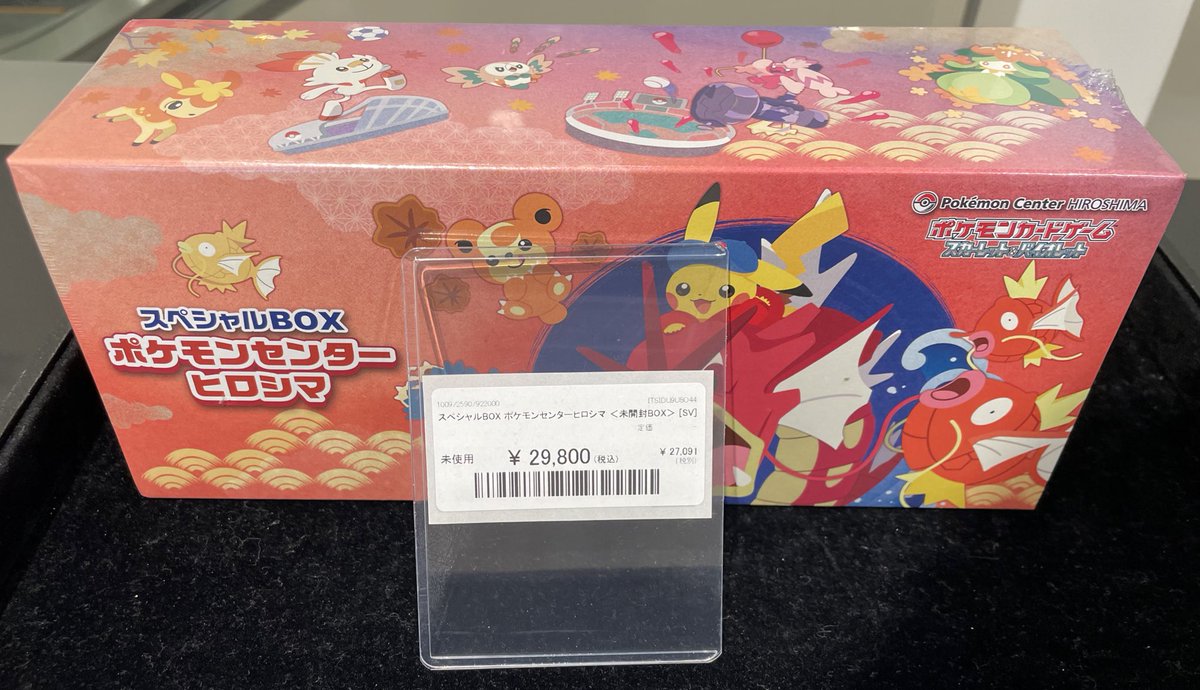 Pokémon Center HIROSHIMA
ポケモンカードゲーム
スカーレット&バイオレット
スペシャルBOX
ポケモンセンター
ヒロシマ
1009/2590/922000
ITSIDU9U8O44
スペシャルBOX ポケモンセンターヒロシマ <未開封BOX> [SV]
定価
未使用
¥ 29,800(税込)
¥ 27,091
(税別)